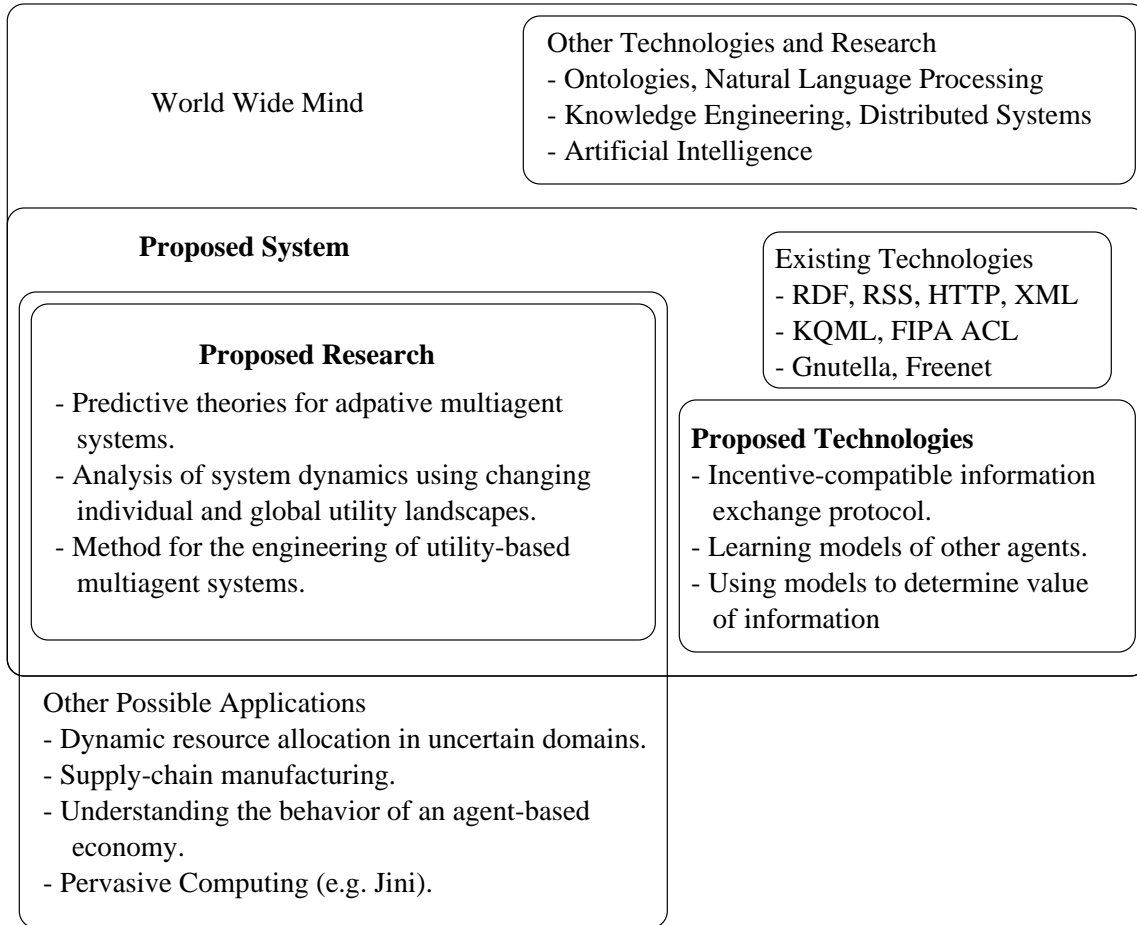 World Wide Mind
Other Technologies and Research
- Ontologies, Natural Language Processing
- Knowledge Engineering, Distributed Systems
- Artificial Intelligence
Proposed System
Existing Technologies
- RDF, RSS, HTTP, XML
- KQML, FIPA ACL
- Gnutella, Freenet
Proposed Research
- Predictive theories for adpative multiagent
systems.
- Analysis of system dynamics using changing
individual and global utility landscapes.
- Method for the engineering of utility-based
multiagent systems.
Proposed Technologies
- Incentive-compatible information
exchange protocol.
- Learning models of other agents.
- Using models to determine value
of information
Other Possible Applications
- Dynamic resource allocation in uncertain domains.
- Supply-chain manufacturing.
- Understanding the behavior of an agent-based
economy.
- Pervasive Computing (e.g. Jini).